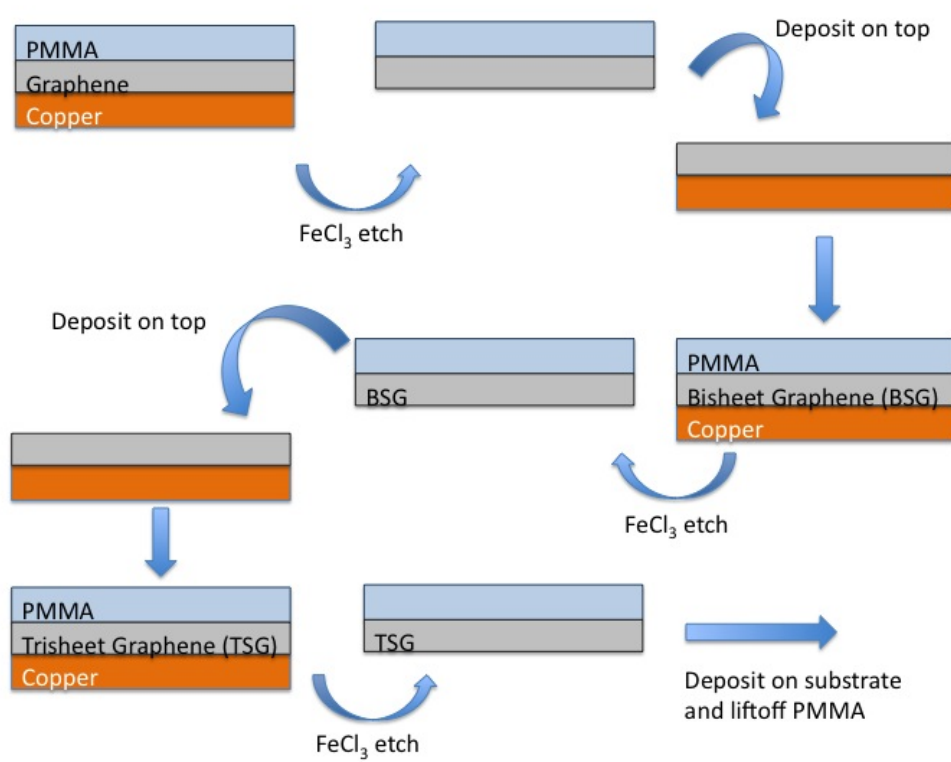 PMMA
Graphene
Copper
FeCl₃ etch
Deposit on top
PMMA
Bisheet Graphene (BSG)
Copper
FeCl₃ etch
BSG
Deposit on top
PMMA
Trisheet Graphene (TSG)
Copper
FeCl₃ etch
TSG
Deposit on substrate
and liftoff PMMA